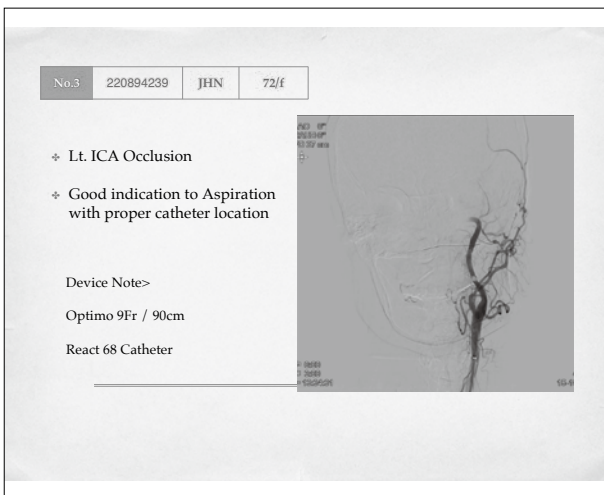 No.3 220894239 JHN 72/f
Lt. ICA Occlusion
Good indication to Aspiration
with proper catheter location
Device Note>
Optimo 9Fr / 90cm
React 68 Catheter